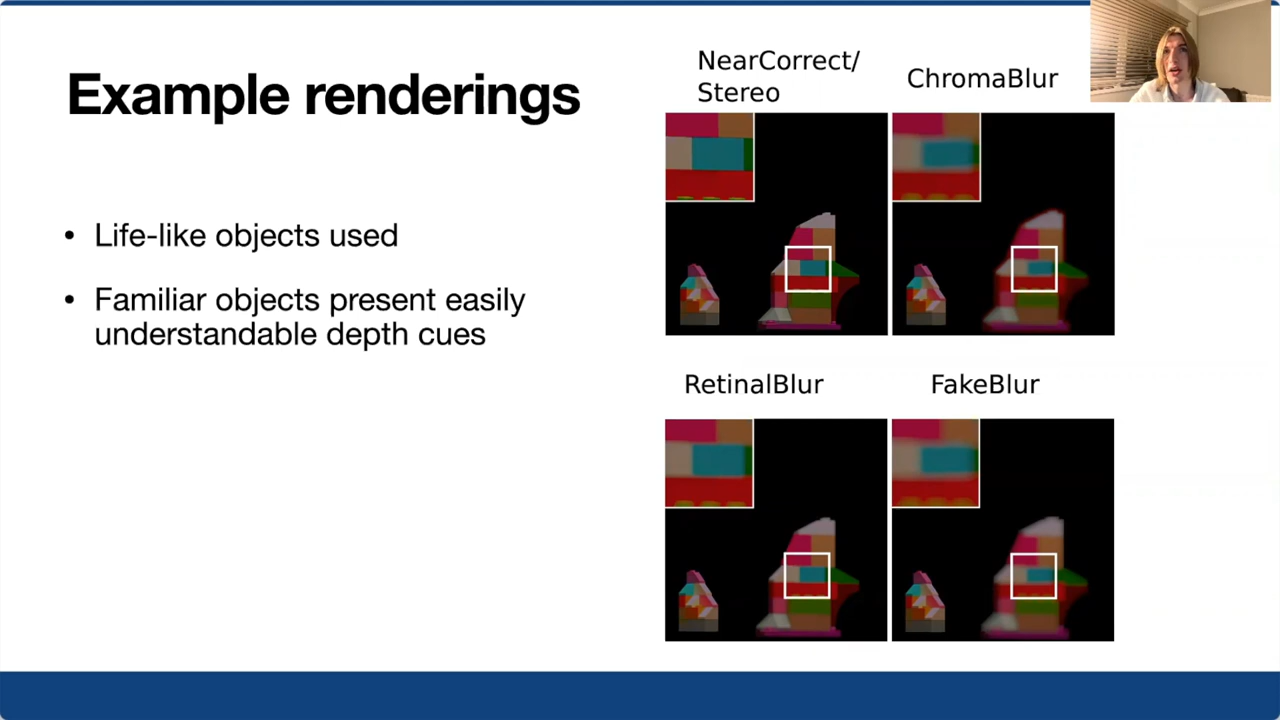 Example renderings
• Life-like objects used
• Familiar objects present easily
understandable depth cues
NearCorrect/
Stereo
ChromaBlur
RetinalBlur
FakeBlur